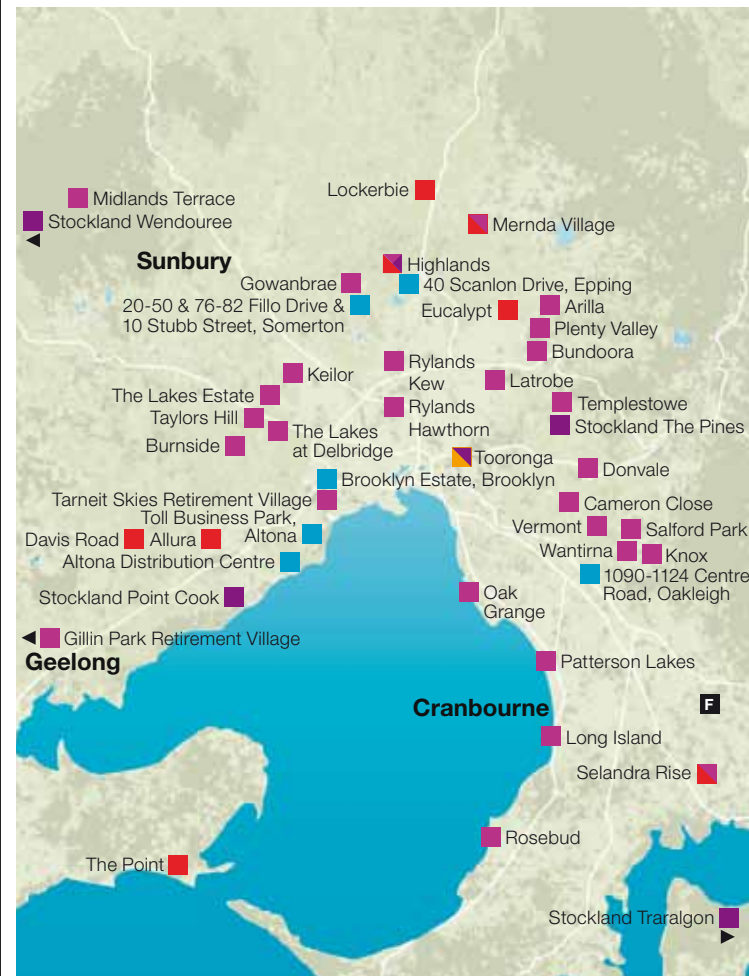 Lockerbie
Midlands Terrace
Stockland Wendouree
Mernda Village
Sunbury
Highlands
Gowanbrae
40 Scanlon Drive, Epping
20-50 & 76-82 Fillo Drive &
10 Stubb Street, Somerton
Eucalypt
Arilla
Plenty Valley
Bundoora
Rylands
Kew
Keilor
Latrobe
The Lakes Estate
Templestowe
Rylands
Hawthorn
Taylors Hill
Stockland The Pines
The Lakes
at Delbridge
Burnside
Tooronga
Donvale
Brooklyn Estate, Brooklyn
Tarneit Skies Retirement Village
Cameron Close
Toll Business Park,
Altona
Vermont
Salford Park
Davis Road
Allura
Wantirna
Knox
Altona Distribution Centre
1090-1124 Centre
Road, Oakleigh
Stockland Point Cook
Oak
Grange
Gillin Park Retirement Village
Geelong
Patterson Lakes
F
Cranbourne
Long Island
Selandra Rise
Rosebud
The Point
Stockland Traralgon